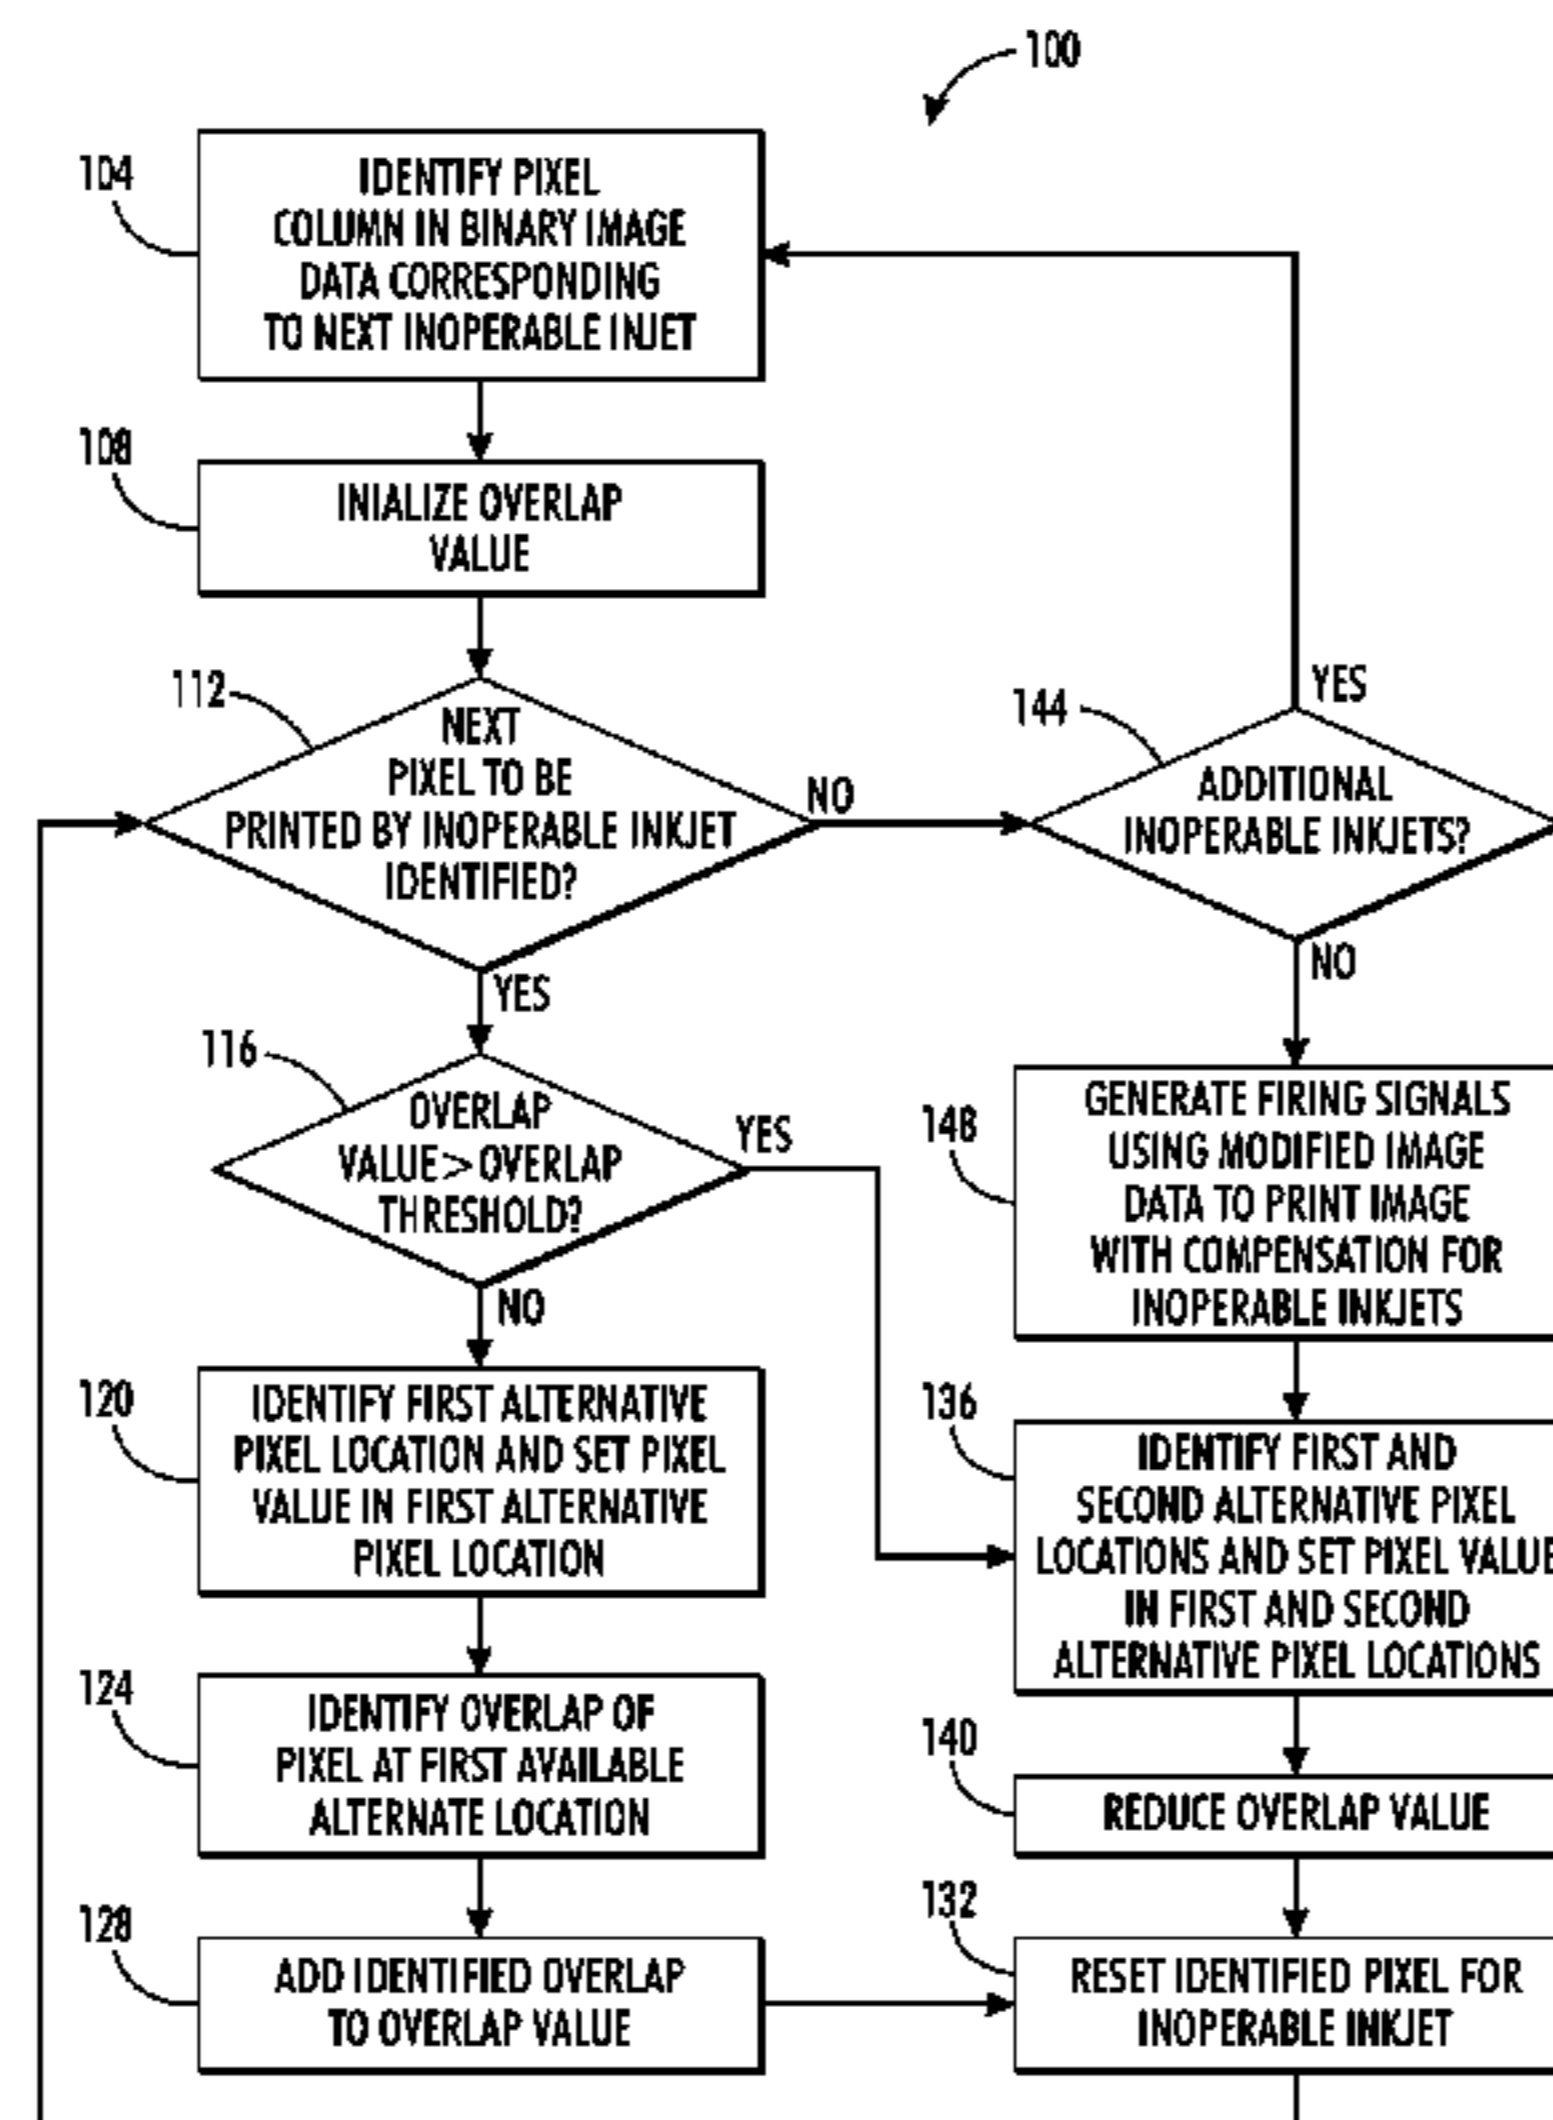 100
104
IDENTIFY PIXEL
COLUMN IN BINARY IMAGE
DATA CORRESPONDING
TO NEXT INOPERABLE INJET
108
INIALIZE OVERLAP
VALUE
112
NEXT
PIXEL TO BE
PRINTED BY INOPERABLE INKJET
IDENTIFIED?
NO
YES
144
YES
ADDITIONAL
INOPERABLE INKJETS?
NO
116
OVERLAP
VALUE > OVERLAP
THRESHOLD?
YES
NO
148
GENERATE FIRING SIGNALS
USING MODIFIED IMAGE
DATA TO PRINT IMAGE
WITH COMPENSATION FOR
INOPERABLE INKJETS
120
IDENTIFY FIRST ALTERNATIVE
PIXEL LOCATION AND SET PIXEL
VALUE IN FIRST ALTERNATIVE
PIXEL LOCATION
136
IDENTIFY FIRST AND
SECOND ALTERNATIVE PIXEL
LOCATIONS AND SET PIXEL VALUE
IN FIRST AND SECOND
ALTERNATIVE PIXEL LOCATIONS
124
IDENTIFY OVERLAP OF
PIXEL AT FIRST AVAILABLE
ALTERNATE LOCATION
140
REDUCE OVERLAP VALUE
128
ADD IDENTIFIED OVERLAP
TO OVERLAP VALUE
132
RESET IDENTIFIED PIXEL FOR
INOPERABLE INKJET